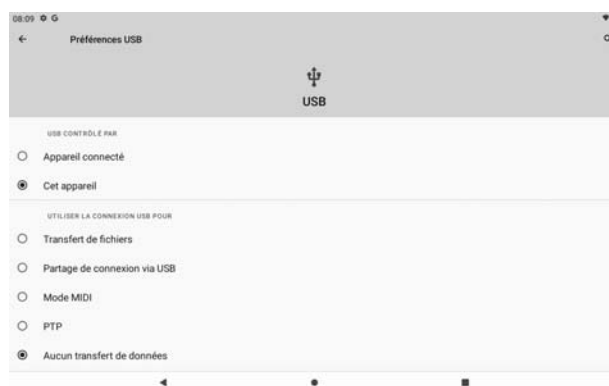 08:09 G
Préférences USB
USB
USB CONTRÔLÉ PAR
Appareil connecté
Cet appareil
UTILISER LA CONNEXION USB POUR
Transfert de fichiers
Partage de connexion via USB
Mode MIDI
PTP
Aucun transfert de données